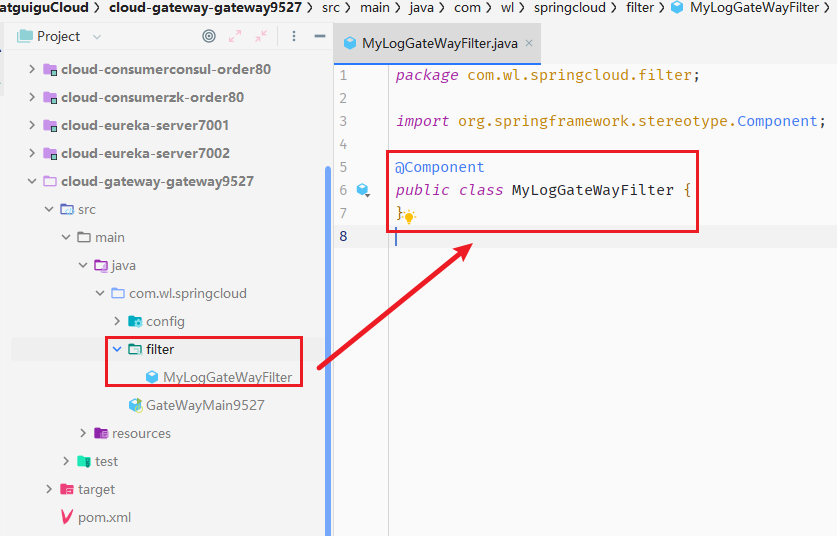 atguiguCloud > cloud-gateway-gateway9527 > src > main > java > com > wl > springcloud > filter > MyLogGateWayFilter >
Project
cloud-consumerconsul-order80
cloud-consumerzk-order80
cloud-eureka-server7001
cloud-eureka-server7002
cloud-gateway-gateway9527
src
main
java
com.wl.springcloud
config
filter
MyLogGateWayFilter
GateWayMain9527
resources
test
target
pom.xml
MyLogGateWayFilter.java ×
1 package com.wl.springcloud.filter;
2
3 import org.springframework.stereotype.Component;
4
5 @Component
6 public class MyLogGateWayFilter {
7 }
8